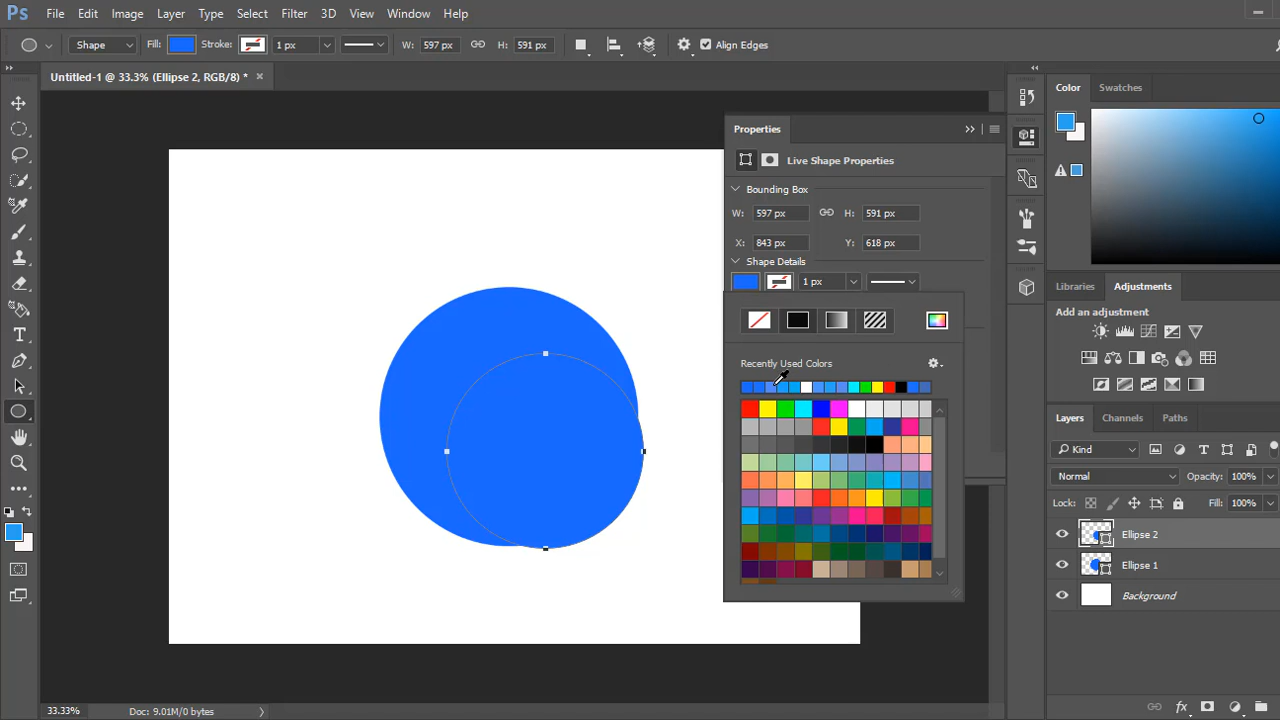 Ps File Edit Image Layer Type Select Filter 3D View Window Help
Shape Fill: Stroke: 1 px W: 597 px H: 591 px Align Edges
Untitled-1 @ 33.3% (Ellipse 2, RGB/8) *
Color Swatches
Properties
Live Shape Properties
Bounding Box
W: 597 px H: 591 px
X: 843 px Y: 618 px
Shape Details
1 px
Recently Used Colors
Libraries Adjustments
Add an adjustment
Layers Channels Paths
Kind
Normal Opacity: 100%
Lock: Fill: 100%
Ellipse 2
Ellipse 1
Background
33.33% Doc: 9.01M/0 bytes
fx